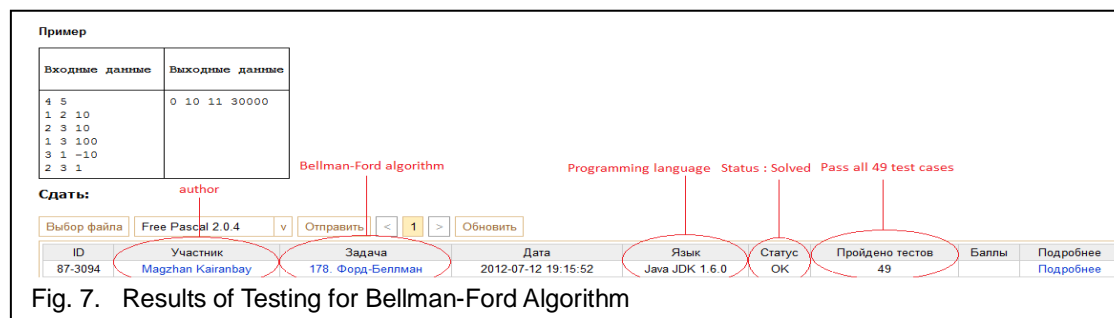 Пример
Входные данные Выходные данные
4 5 0 10 11 30000
1 2 10
2 3 10
1 3 100
3 1 -10
2 3 1
Bellman-Ford algorithm Programming language Status : Solved Pass all 49 test cases
Сдать: author
Выбор файла Free Pascal 2.0.4 v Отправить < 1 > Обновить
ID Участник Задача Дата Язык Статус Пройдено тестов Баллы Подробнее
87-3094 Magzhan Kairanbay 178. Форд-Беллман 2012-07-12 19:15:52 Java JDK 1.6.0 OK 49 Подробнее
Fig. 7. Results of Testing for Bellman-Ford Algorithm